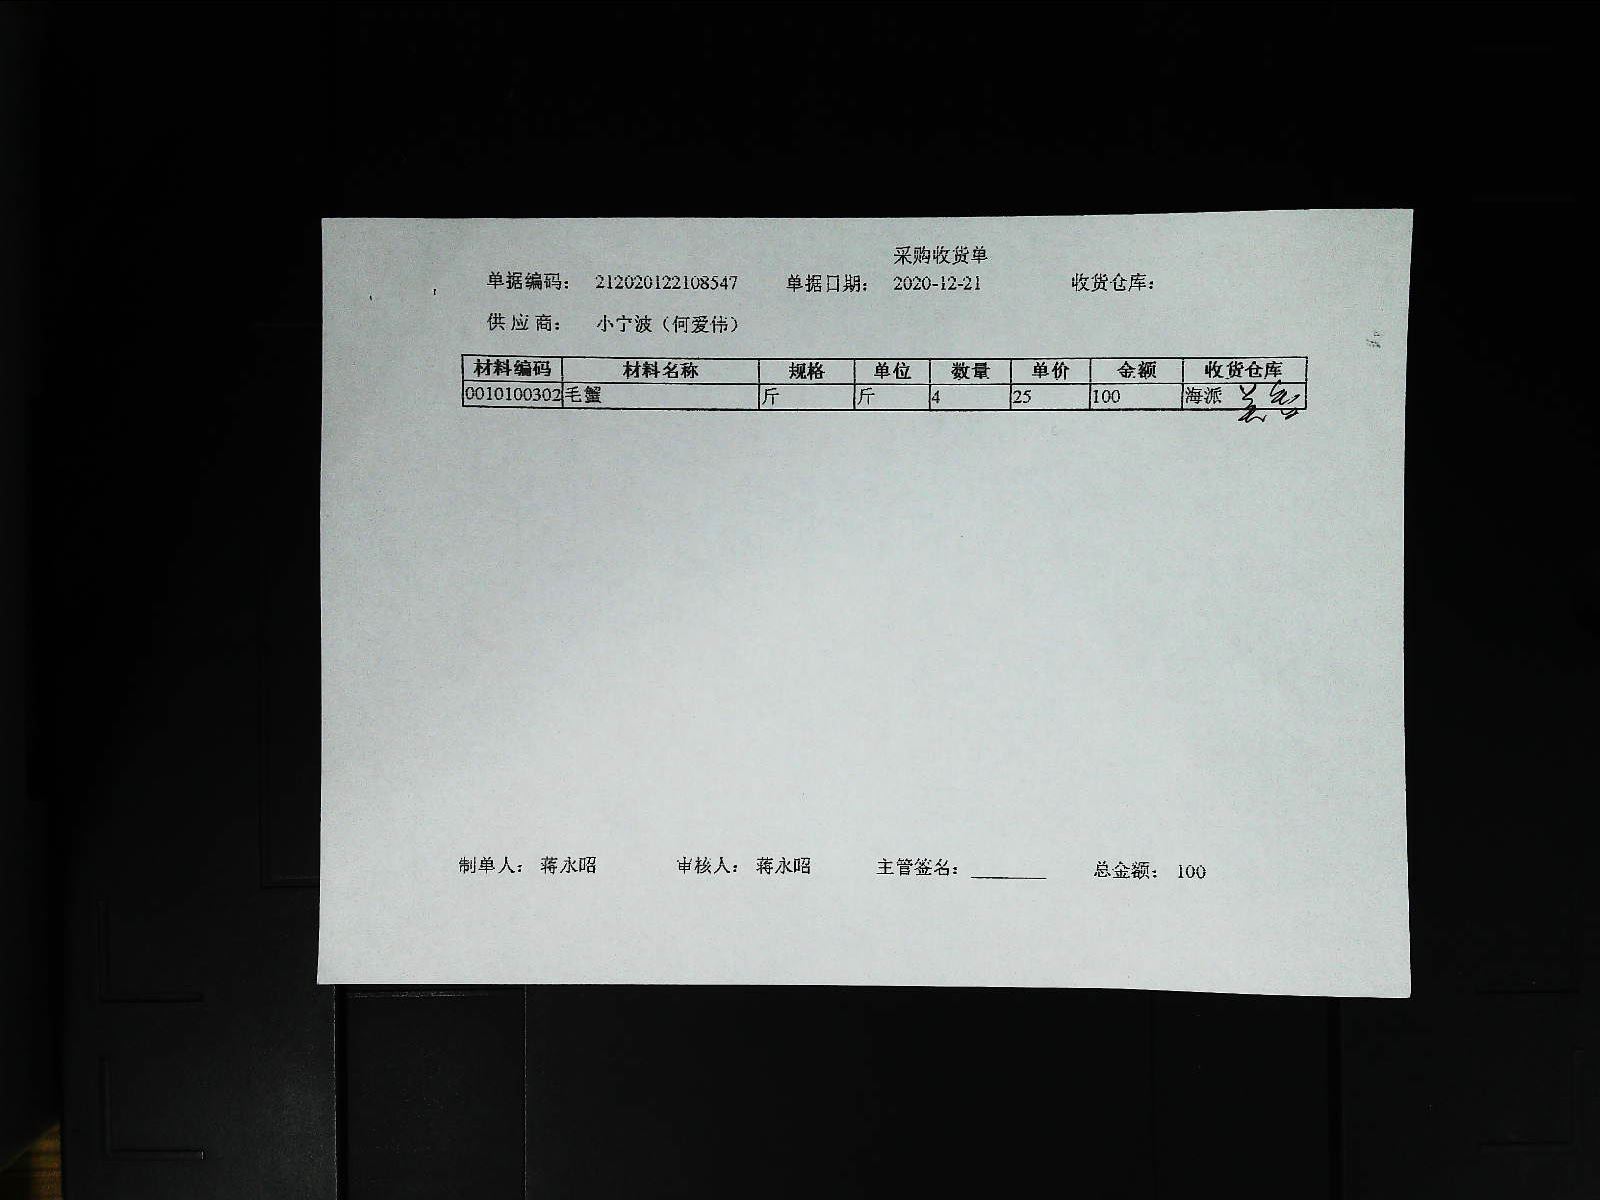 采购收货单
单据编码: 212020122108547 单据日期: 2020-12-21 收货仓库:
供应商: 小宁波（何爱伟）
材料编码 材料名称 规格 单位 数量 单价 金额 收货仓库
0010100302 毛蟹 斤 斤 4 25 100 海派
制单人: 蒋永昭 审核人: 蒋永昭 主管签名: 总金额: 100